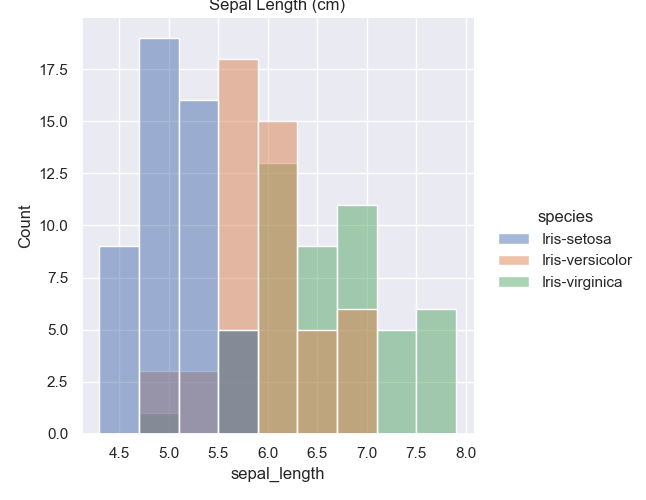 Sepal Length (cm)
17.5
15.0
12.5
10.0
7.5
5.0
2.5
0.0
Count
4.5 5.0 5.5 6.0 6.5 7.0 7.5 8.0
sepal_length
species
Iris-setosa
Iris-versicolor
Iris-virginica